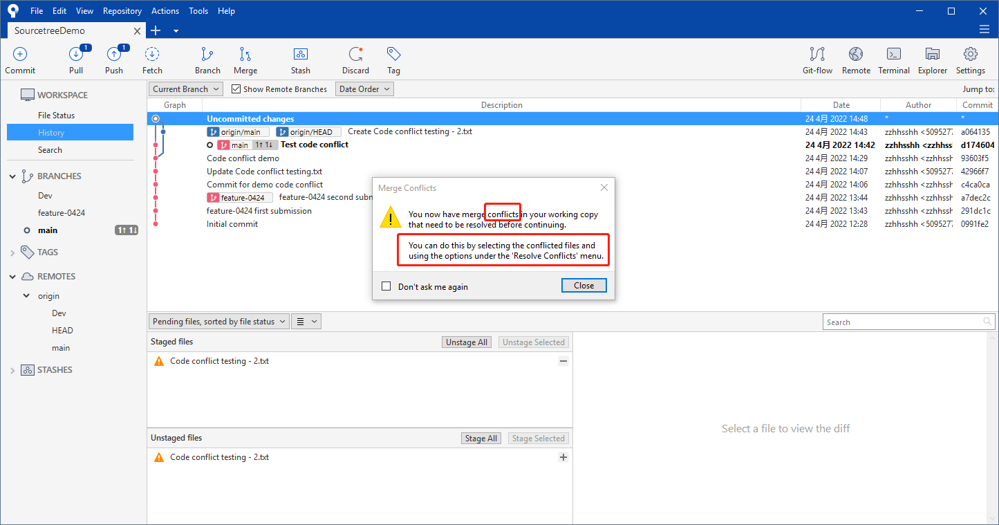 File Edit View Repository Actions Tools Help
SourcetreeDemo
1 1
Commit Pull Push Fetch Branch Merge Stash Discard Tag Git-flow Remote Terminal Explorer Settings
WORKSPACE
File Status
History
Search
BRANCHES
Dev
feature-0424
main 1↑ 1↓
TAGS
REMOTES
origin
Dev
HEAD
main
STASHES
Current Branch Show Remote Branches Date Order Jump to:
Graph Description Date Author Commit
Uncommitted changes 24 4月 2022 14:48 * *
origin/main origin/HEAD Create Code conflict testing - 2.txt 24 4月 2022 14:43 zzhhsshh <5095277 a064135
main 1↑ 1↓ Test code conflict 24 4月 2022 14:42 zzhhsshh <zzhhssh d174604
Code conflict demo 24 4月 2022 14:29 zzhhsshh <zzhhssh 93603f5
Update Code conflict testing.txt 24 4月 2022 14:07 zzhhsshh <5095277 42966f7
Commit for demo code conflict 24 4月 2022 14:06 zzhhsshh <zzhhssh c4ca0ca
feature-0424 feature-0424 second subm 24 4月 2022 13:44 zzhhsshh <zzhhssh a7dec2c
feature-0424 first submission 24 4月 2022 13:43 zzhhsshh <zzhhssh 291dc1c
Initial commit 24 4月 2022 12:28 zzhhsshh <5095277 0991fe2
Merge Conflicts
You now have merge conflicts in your working copy
that need to be resolved before continuing.
You can do this by selecting the conflicted files and
using the options under the 'Resolve Conflicts' menu.
Don't ask me again Close
Pending files, sorted by file status Search
Staged files Unstage All Unstage Selected
Code conflict testing - 2.txt
Unstaged files Stage All Stage Selected
Code conflict testing - 2.txt
Select a file to view the diff